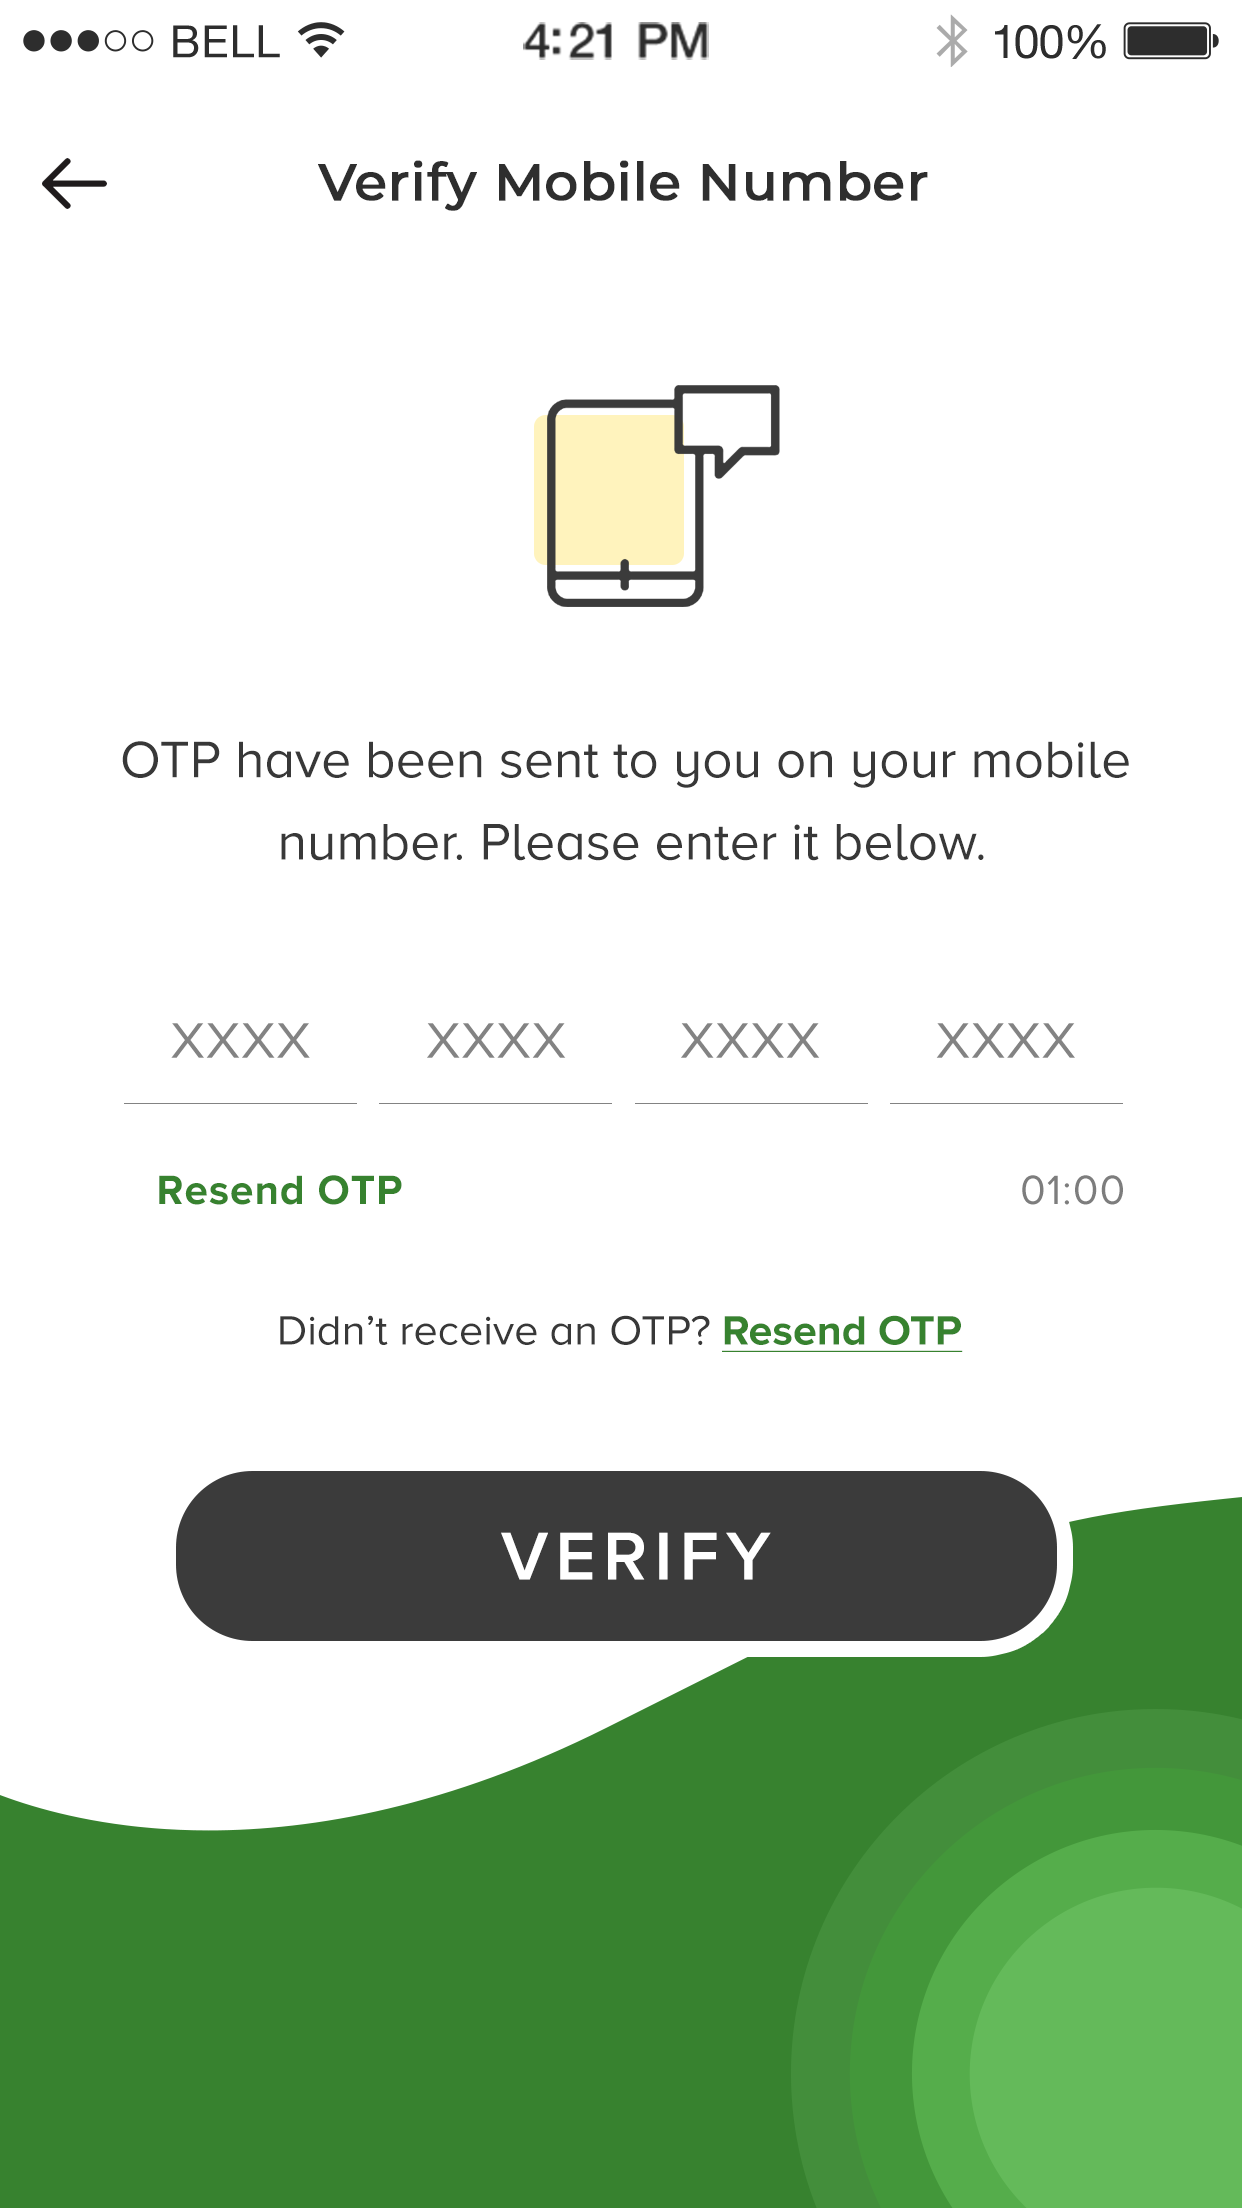 BELL 4:21 PM 100%
Verify Mobile Number
OTP have been sent to you on your mobile
number. Please enter it below.
XXXX XXXX XXXX XXXX
Resend OTP 01:00
Didn’t receive an OTP? Resend OTP
VERIFY